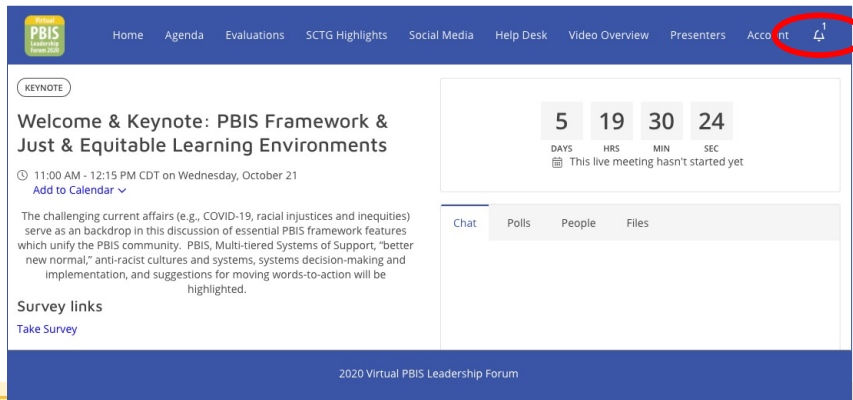 Virtual
PBIS
Leadership
Forum 2020
Home Agenda Evaluations SCTG Highlights Social Media Help Desk Video Overview Presenters Account 1
KEYNOTE
Welcome & Keynote: PBIS Framework &
Just & Equitable Learning Environments
11:00 AM - 12:15 PM CDT on Wednesday, October 21
Add to Calendar
The challenging current affairs (e.g., COVID-19, racial injustices and inequities)
serve as an backdrop in this discussion of essential PBIS framework features
which unify the PBIS community. PBIS, Multi-tiered Systems of Support, “better
new normal,” anti-racist cultures and systems, systems decision-making and
implementation, and suggestions for moving words-to-action will be
highlighted.
Survey links
Take Survey
5 19 30 24
DAYS HRS MIN SEC
This live meeting hasn't started yet
Chat Polls People Files
2020 Virtual PBIS Leadership Forum